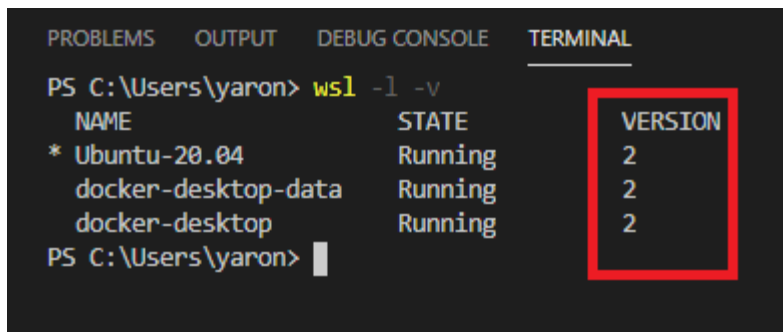 PROBLEMS OUTPUT DEBUG CONSOLE TERMINAL
PS C:\Users\yaron> wsl -l -v
NAME STATE VERSION
* Ubuntu-20.04 Running 2
docker-desktop-data Running 2
docker-desktop Running 2
PS C:\Users\yaron>